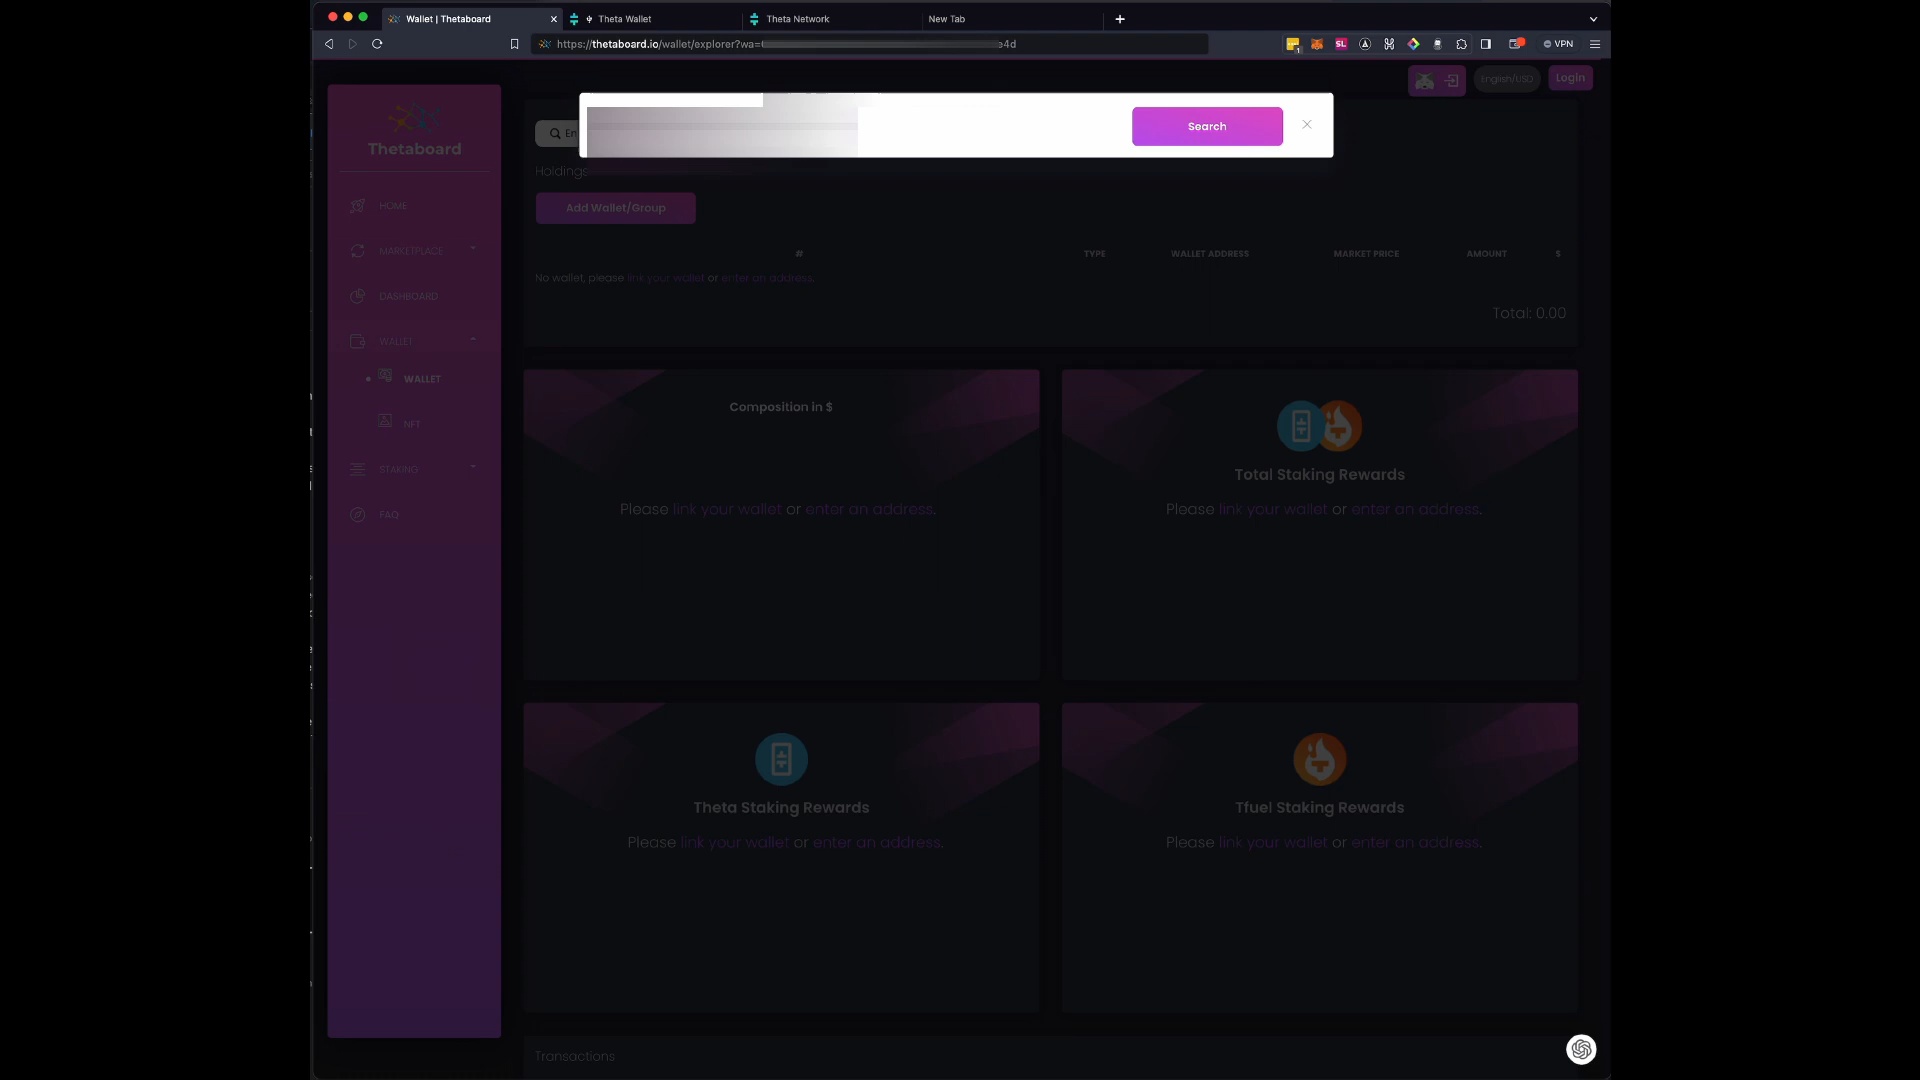 Wallet | Thetaboard
Theta Wallet
Theta Network
New Tab
https://thetaboard.io/wallet/explorer?wa=
e4d
SL
1
VPN
English/USD
Login
Thetaboard
Search
Holdings
Add Wallet/Group
HOME
MARKETPLACE
DASHBOARD
WALLET
WALLET
NFT
STAKING
FAQ
# TYPE WALLET ADDRESS MARKET PRICE AMOUNT $
No wallet, please link your wallet or enter an address.
Total: 0.00
Composition in $
Please link your wallet or enter an address.
Total Staking Rewards
Please link your wallet or enter an address.
Theta Staking Rewards
Please link your wallet or enter an address.
Tfuel Staking Rewards
Please link your wallet or enter an address.
Transactions